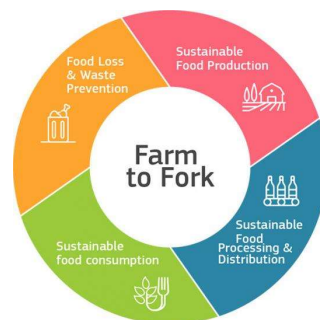 Sustainable
Food Production
Sustainable
Food
Processing &
Distribution
Sustainable
food consumption
Food Loss
& Waste
Prevention
Farm
to Fork